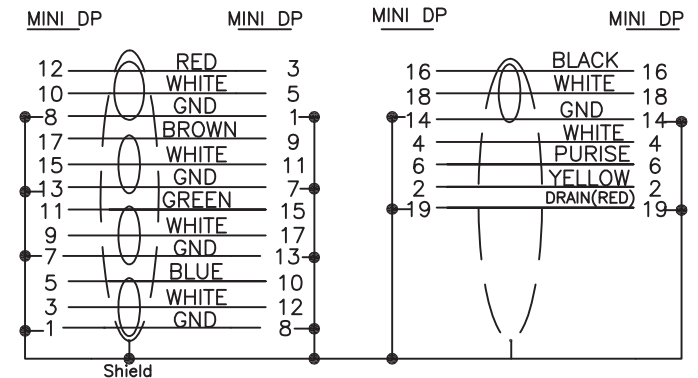 MINI DP MINI DP MINI DP MINI DP
12 RED 3
10 WHITE 5
8 GND 1
17 BROWN 9
15 WHITE 11
13 GND 7
11 GREEN 15
9 WHITE 17
7 GND 13
5 BLUE 10
3 WHITE 12
1 GND 8
Shield
16 BLACK 16
18 WHITE 18
14 GND 14
4 WHITE 4
6 PURISE 6
2 YELLOW 2
19 DRAIN(RED) 19